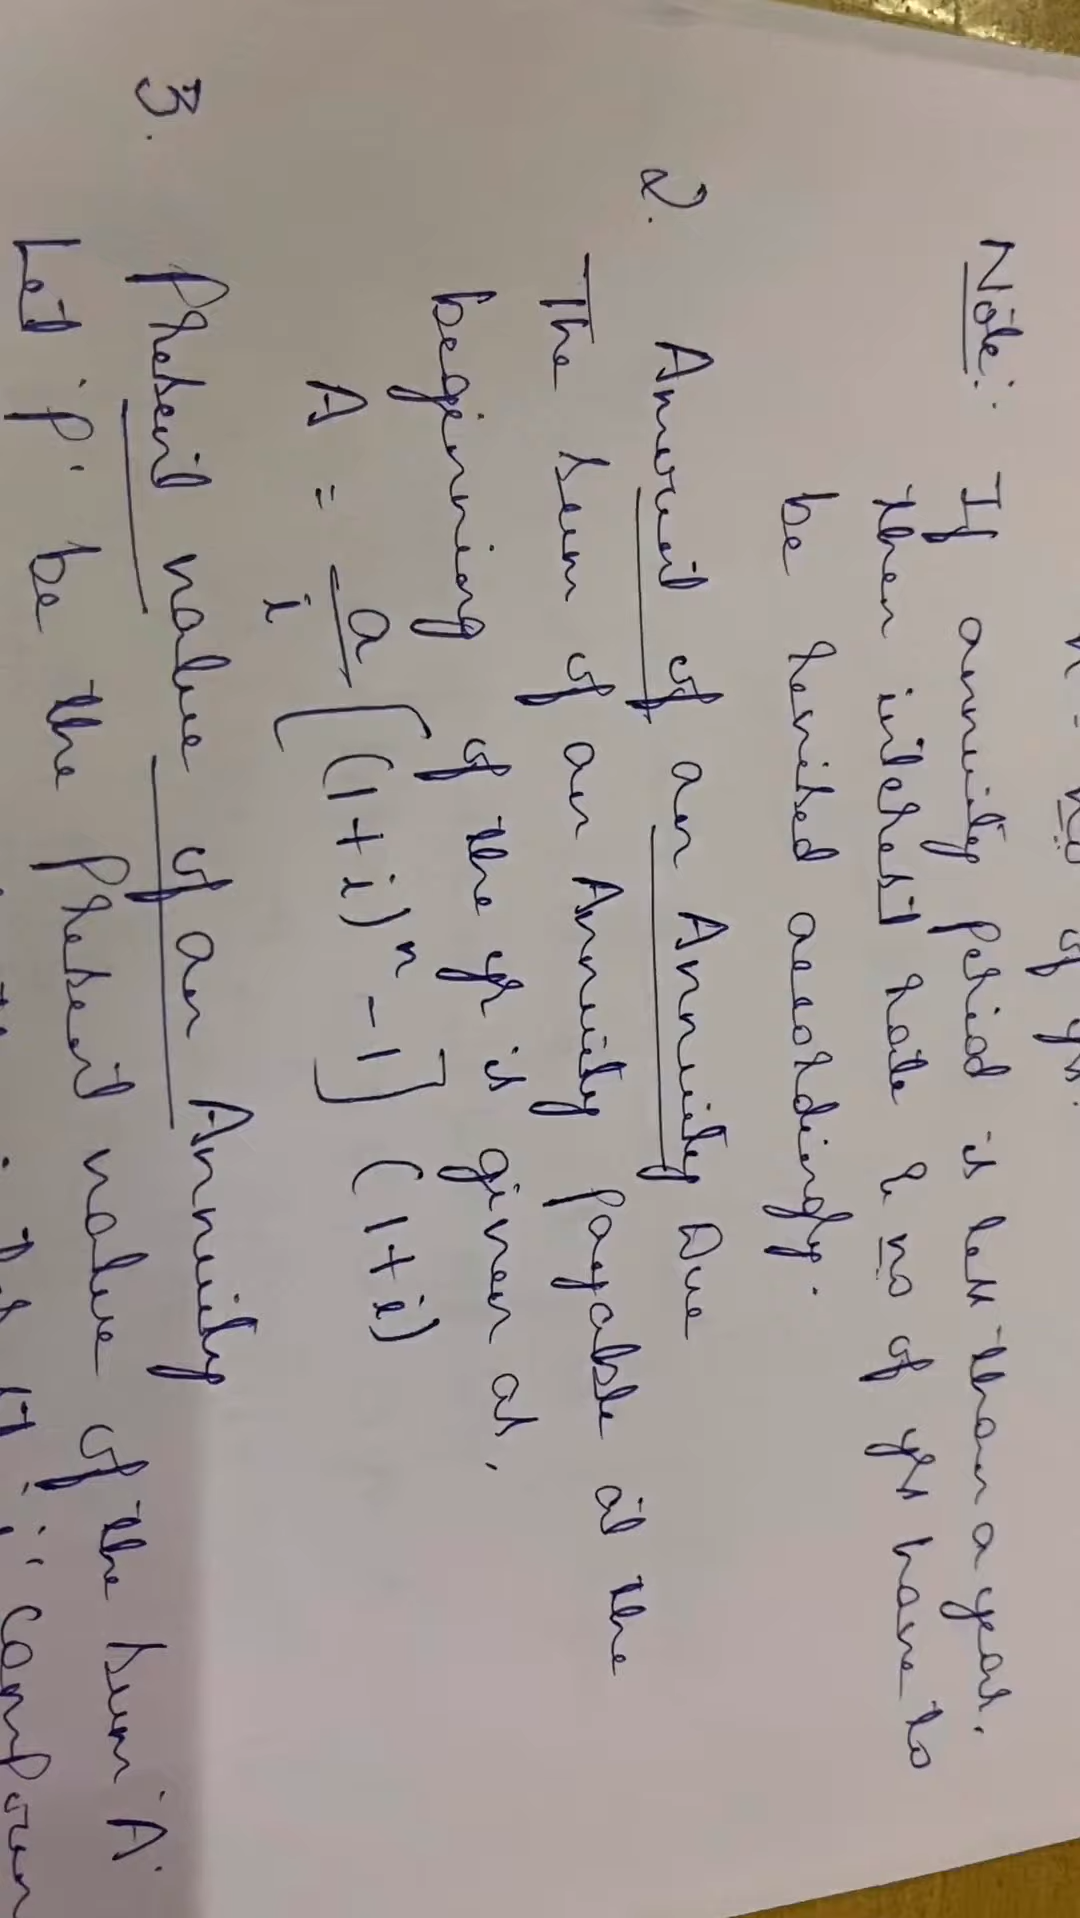 n = no of yrs.
Note: If annuity period is less than a year,
then interest rate & no of yrs have to
be revised accordingly.
2. Amount of an Annuity Due
The sum of an Annuity payable at the
beginning of the yr is given as,
A = a/i [(1+i)^n - 1] (1+i)
3. Present value of an Annuity
Let 'P' be the present value of the sum 'A'